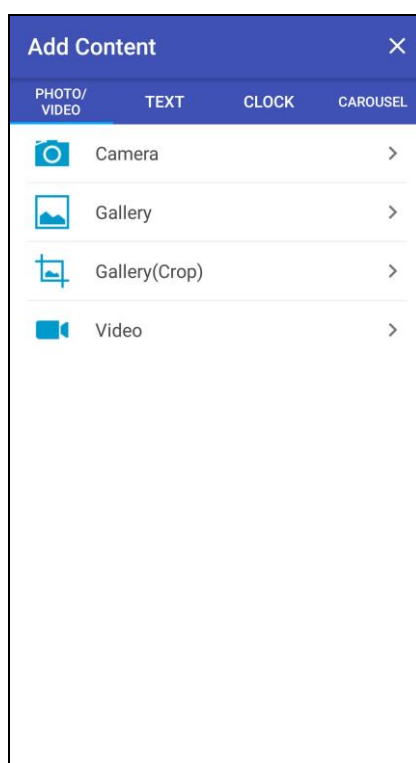 Add Content
PHOTO/
VIDEO
TEXT
CLOCK
CAROUSEL
Camera
Gallery
Gallery(Crop)
Video